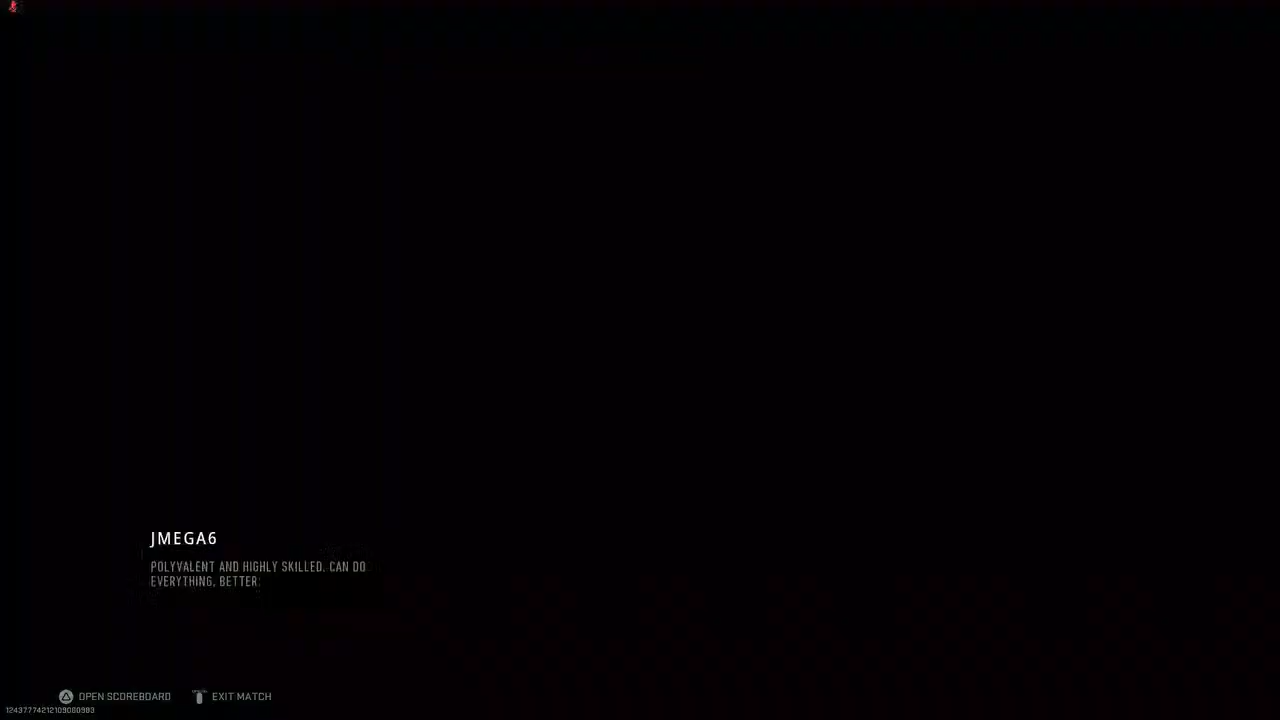 JMEGA6
POLYVALENT AND HIGHLY SKILLED. CAN DO
EVERYTHING, BETTER.
OPEN SCOREBOARD
EXIT MATCH